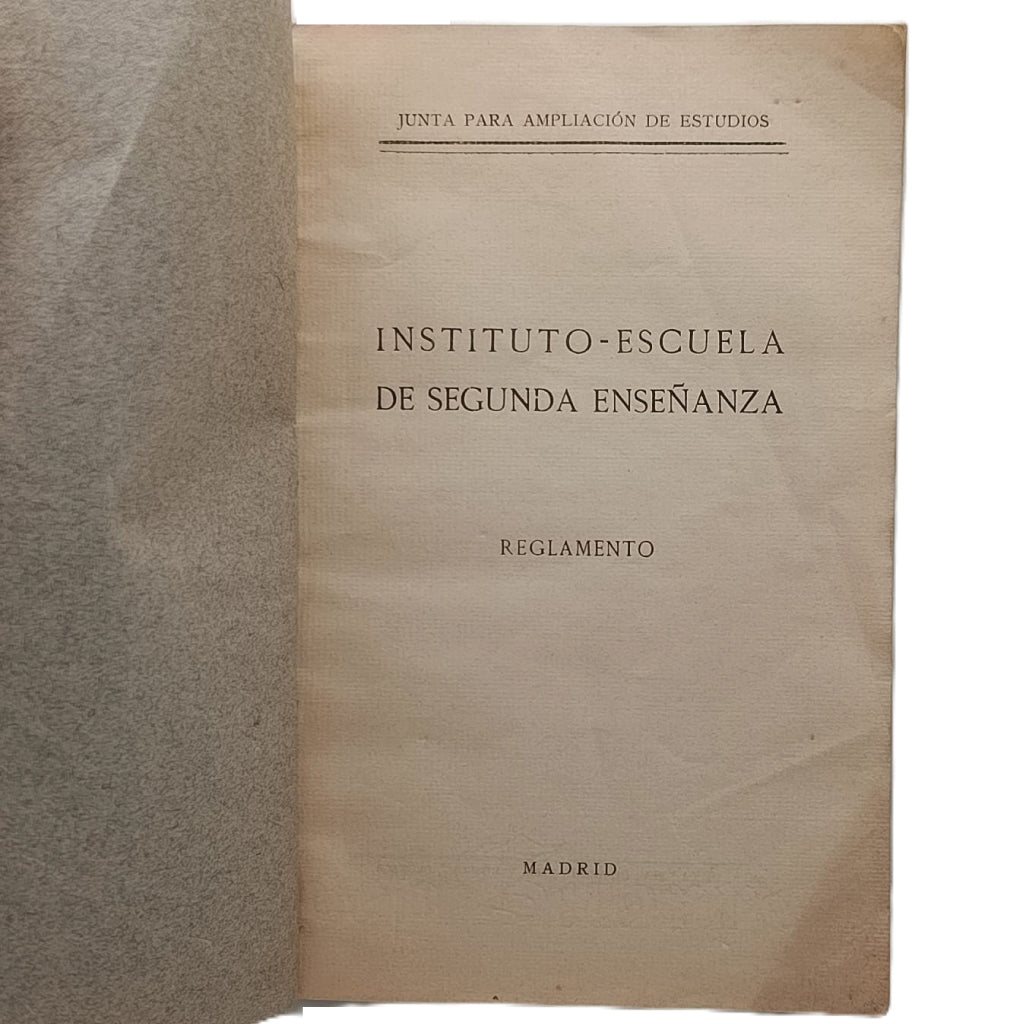 JUNTA PARA AMPLIACIÓN DE ESTUDIOS
INSTITUTO-ESCUELA
DE SEGUNDA ENSEÑANZA
REGLAMENTO
MADRID